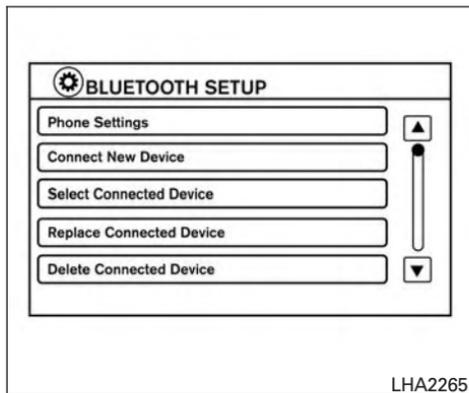 BLUETOOTH SETUP
Phone Settings
Connect New Device
Select Connected Device
Replace Connected Device
Delete Connected Device
LHA2265